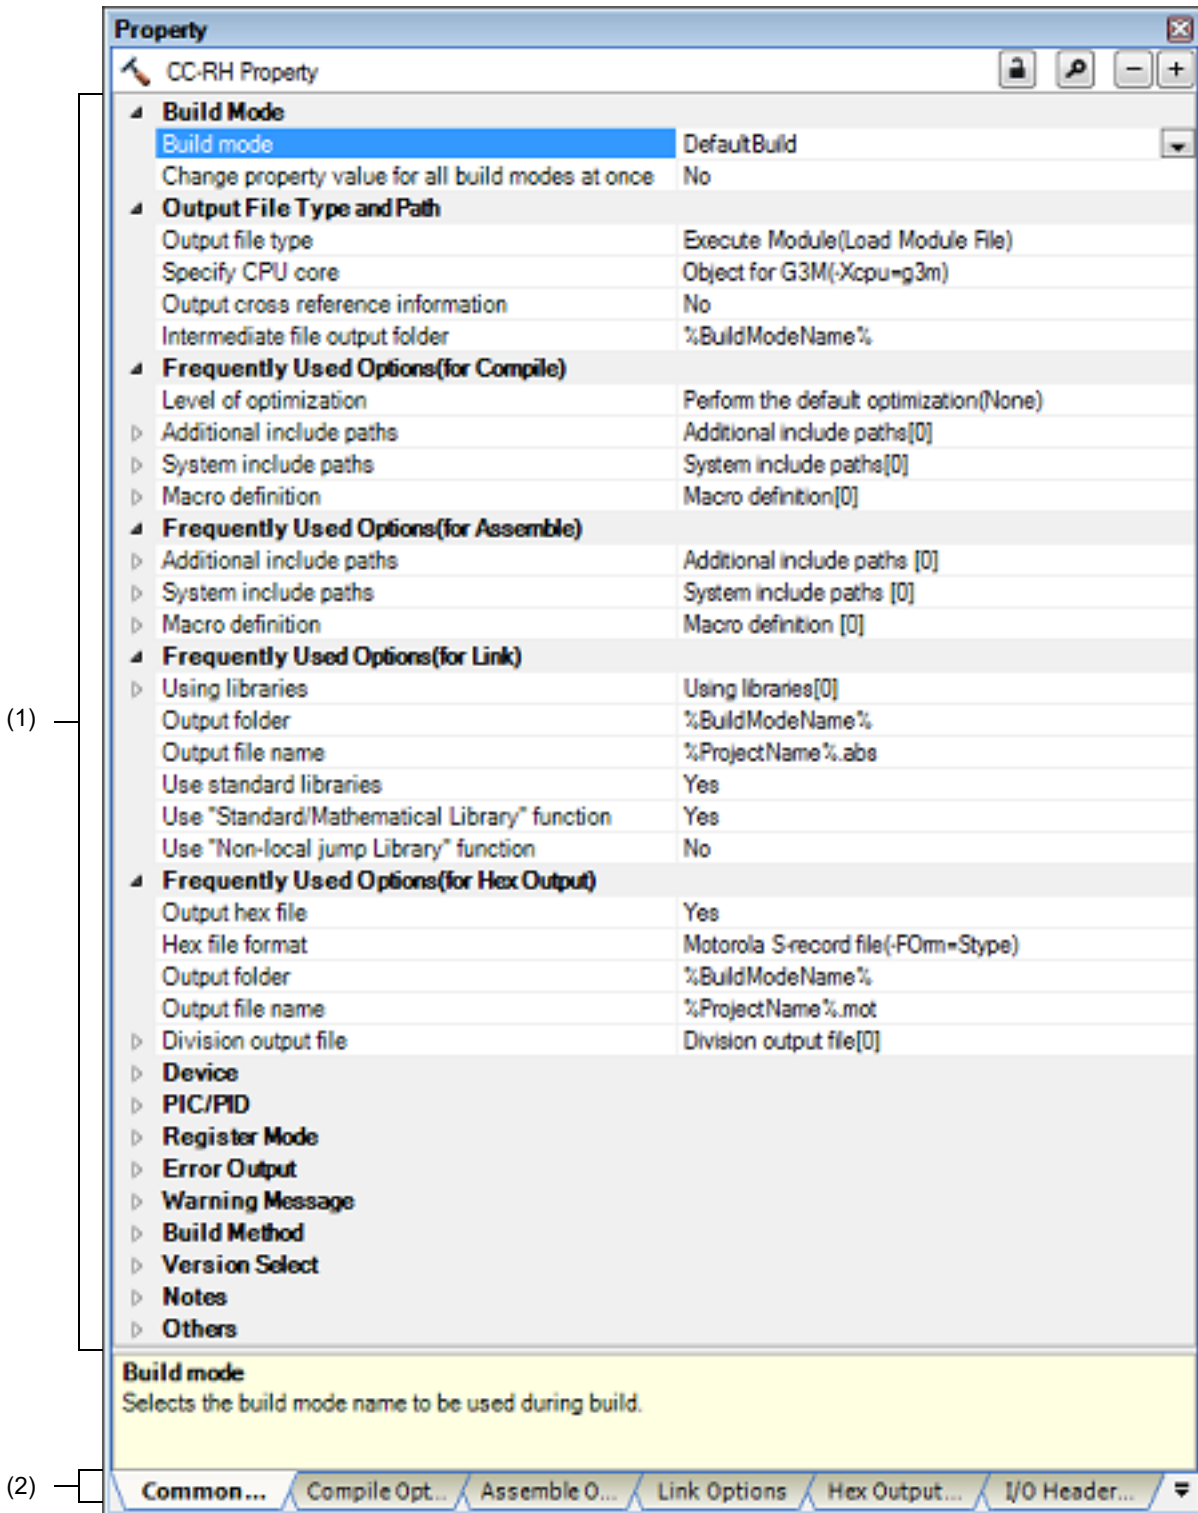 Property
CC-RH Property
Build Mode
Build mode DefaultBuild
Change property value for all build modes at once No
Output File Type and Path
Output file type Execute Module(Load Module File)
Specify CPU core Object for G3M(-Xcpu=g3m)
Output cross reference information No
Intermediate file output folder %BuildModeName%
Frequently Used Options(for Compile)
Level of optimization Perform the default optimization(None)
Additional include paths Additional include paths[0]
System include paths System include paths[0]
Macro definition Macro definition[0]
Frequently Used Options(for Assemble)
Additional include paths Additional include paths [0]
System include paths System include paths [0]
Macro definition Macro definition [0]
Frequently Used Options(for Link)
Using libraries Using libraries[0]
(1)
Output folder %BuildModeName%
Output file name %ProjectName%.abs
Use standard libraries Yes
Use "Standard/Mathematical Library" function Yes
Use "Non-local jump Library" function No
Frequently Used Options(for Hex Output)
Output hex file Yes
Hex file format Motorola S-record file(-FOrm=Stype)
Output folder %BuildModeName%
Output file name %ProjectName%.mot
Division output file Division output file[0]
Device
PIC/PID
Register Mode
Error Output
Warning Message
Build Method
Version Select
Notes
Others
Build mode
Selects the build mode name to be used during build.
(2)
Common... Compile Opt... Assemble O... Link Options Hex Output... I/O Header...